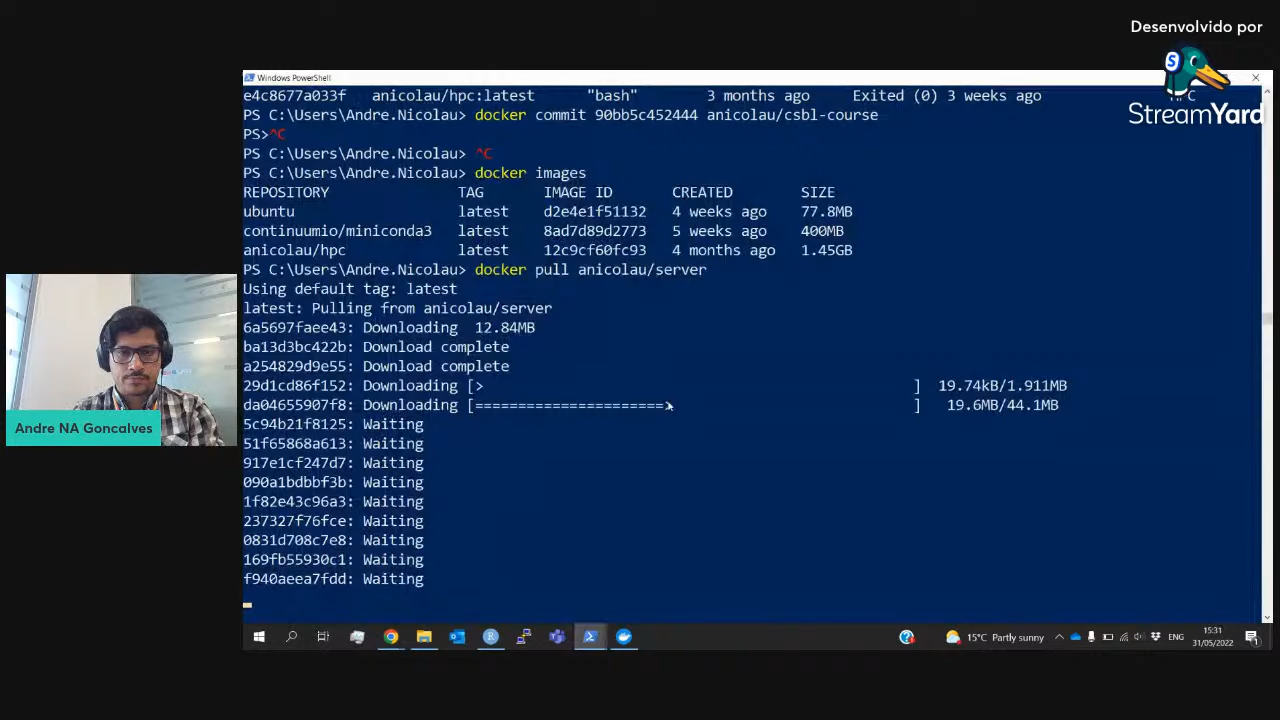 Desenvolvido por
StreamYard
Windows PowerShell
e4c8677a033f anicolau/hpc:latest "bash" 3 months ago Exited (0) 3 weeks ago
PS C:\Users\Andre.Nicolau> docker commit 90bb5c452444 anicolau/csbl-course
PS>^C
PS C:\Users\Andre.Nicolau> ^C
PS C:\Users\Andre.Nicolau> docker images
REPOSITORY TAG IMAGE ID CREATED SIZE
ubuntu latest d2e4e1f51132 4 weeks ago 77.8MB
continuumio/miniconda3 latest 8ad7d89d2773 5 weeks ago 400MB
anicolau/hpc latest 12c9cf60fc93 4 months ago 1.45GB
PS C:\Users\Andre.Nicolau> docker pull anicolau/server
Using default tag: latest
latest: Pulling from anicolau/server
6a5697faee43: Downloading 12.84MB
ba13d3bc422b: Download complete
a254829d9e55: Download complete
29d1cd86f152: Downloading [> ] 19.74kB/1.911MB
da04655907f8: Downloading [======================> ] 19.6MB/44.1MB
5c94b21f8125: Waiting
51f65868a613: Waiting
917e1cf247d7: Waiting
090a1bdbbf3b: Waiting
1f82e43c96a3: Waiting
237327f76fce: Waiting
0831d708c7e8: Waiting
169fb55930c1: Waiting
f940aeea7fdd: Waiting
Andre NA Goncalves
15°C Partly sunny
ENG
15:31
31/05/2022